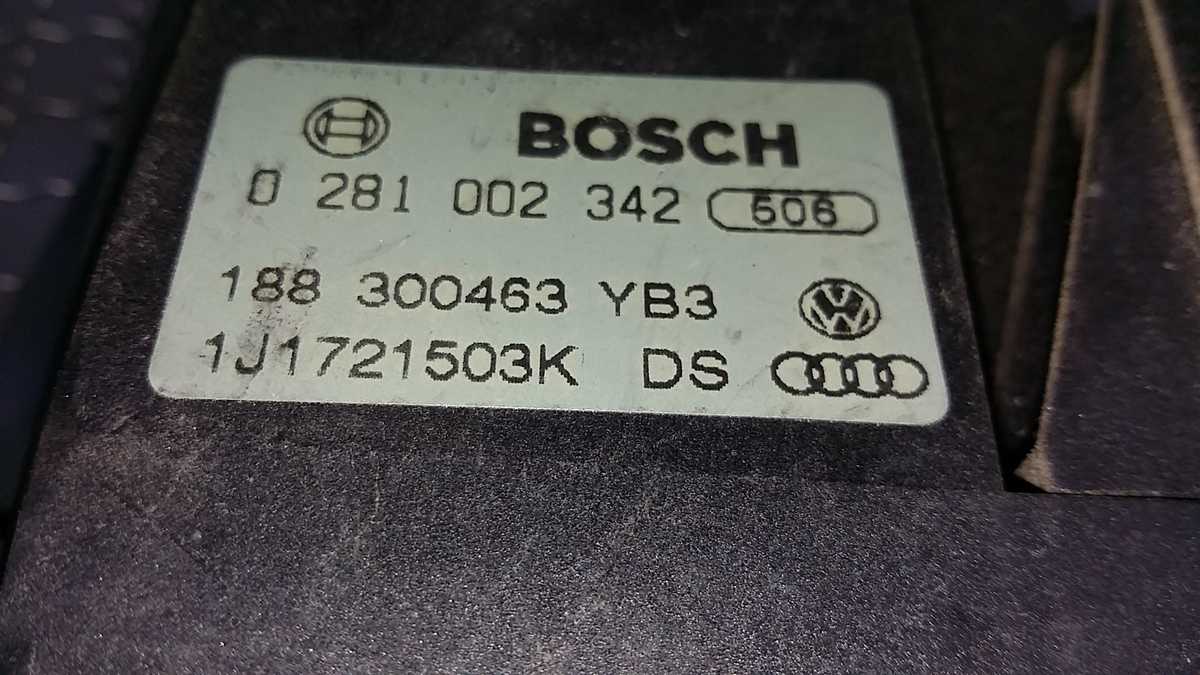 BOSCH
0 281 002 342 506
188 300463 YB3
1J1721503K DS